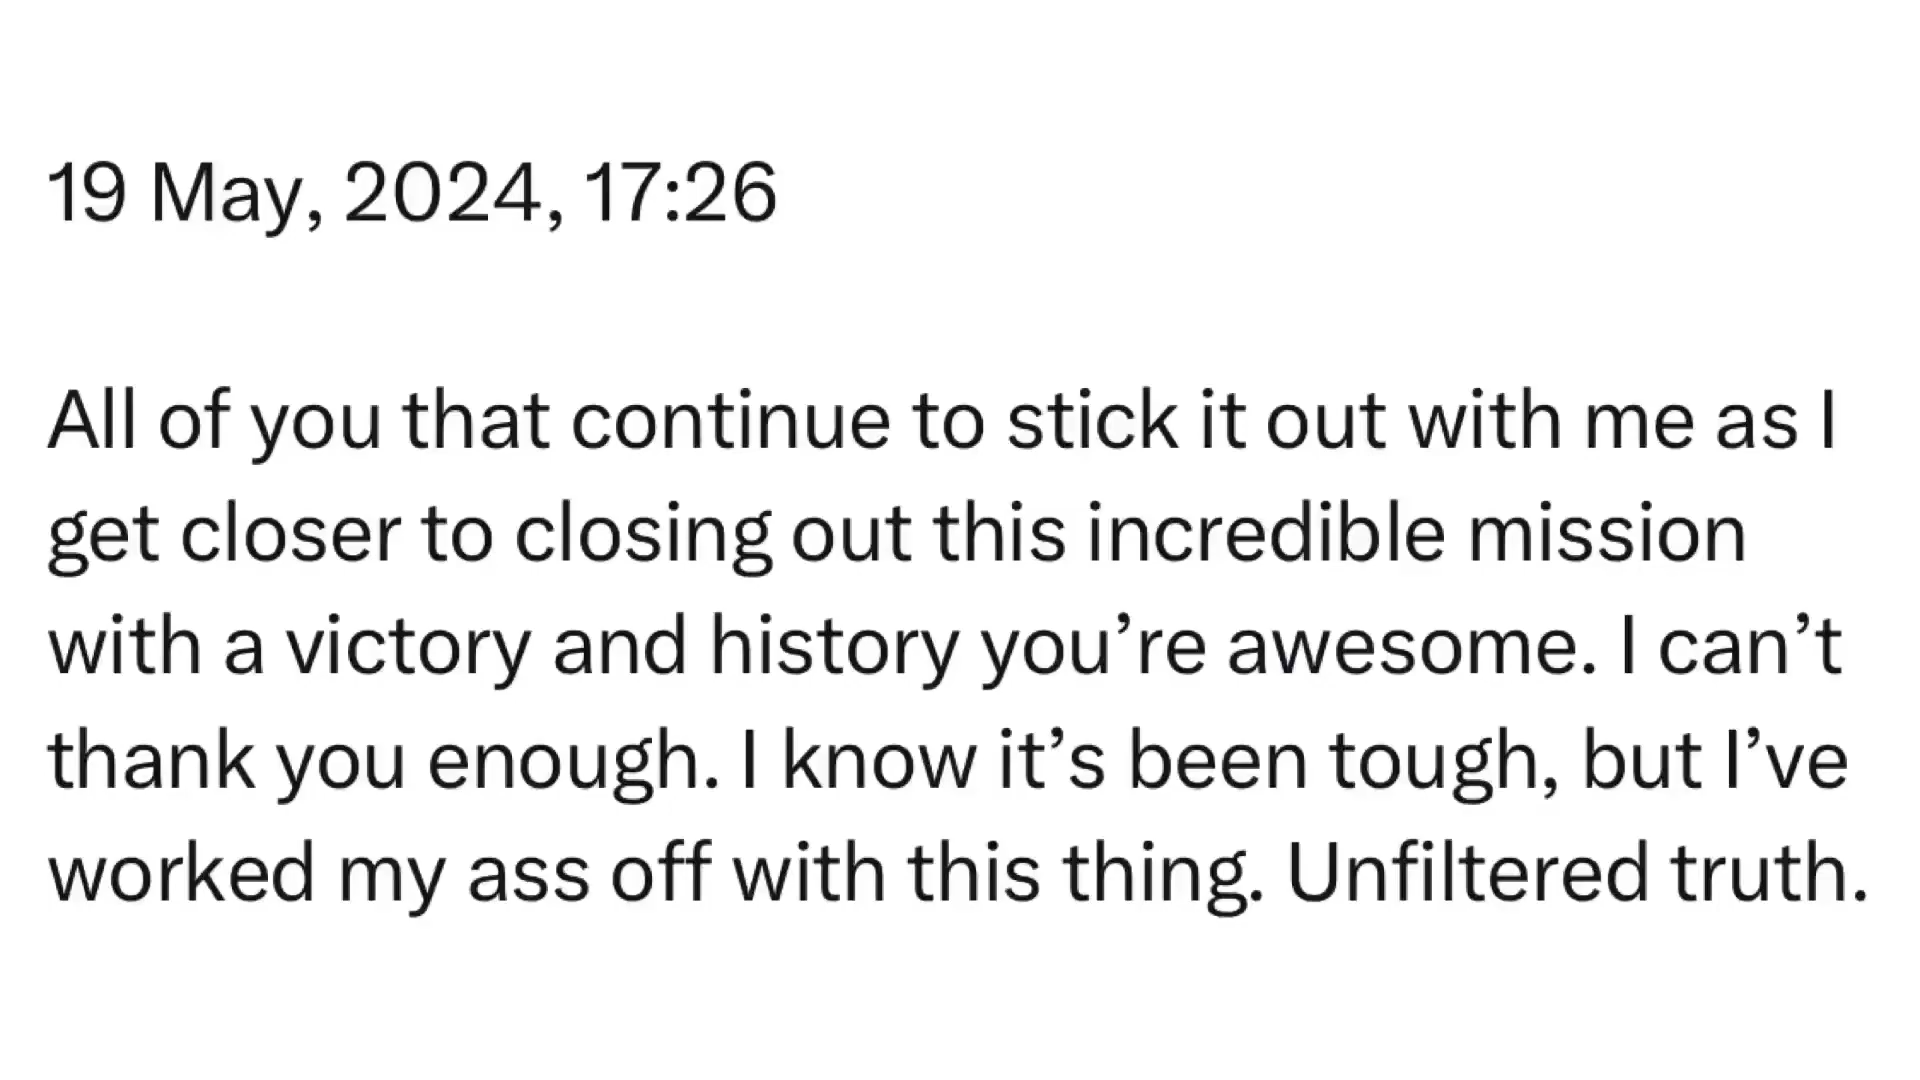 19 May, 2024, 17:26
All of you that continue to stick it out with me as I
get closer to closing out this incredible mission
with a victory and history you’re awesome. I can’t
thank you enough. I know it’s been tough, but I’ve
worked my ass off with this thing. Unfiltered truth.